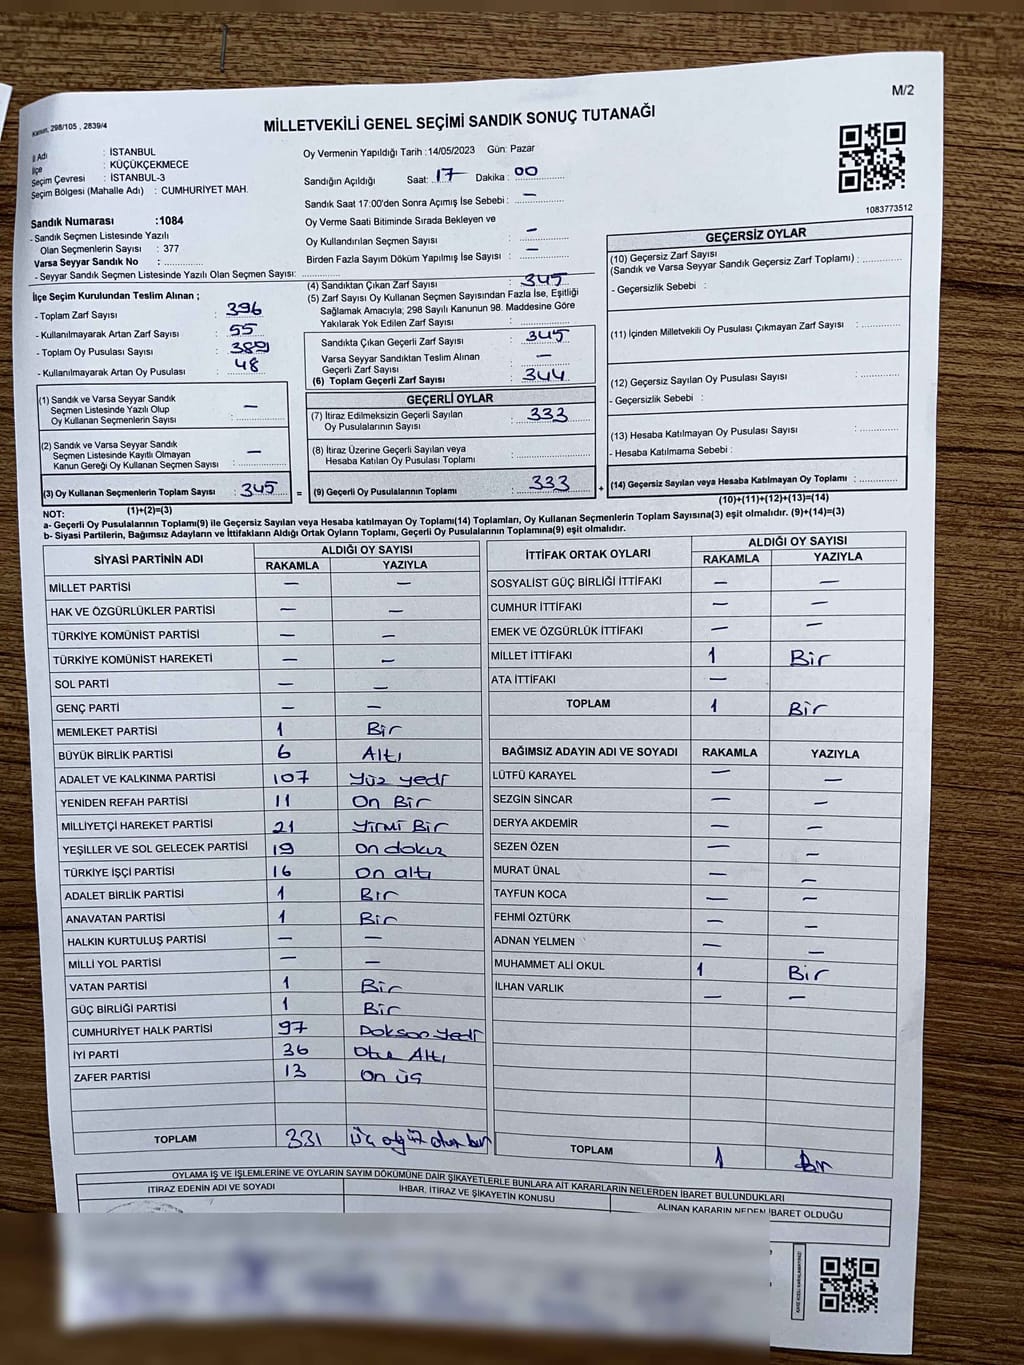 M/2
Kanun, 298/105 , 2839/4
MİLLETVEKİLİ GENEL SEÇİMİ SANDIK SONUÇ TUTANAĞI
İl Adı : İSTANBUL
İlçe : KÜÇÜKÇEKMECE
Seçim Çevresi : İSTANBUL-3
Seçim Bölgesi (Mahalle Adı) : CUMHURİYET MAH.
Sandık Numarası :1084
- Sandık Seçmen Listesinde Yazılı
Olan Seçmenlerin Sayısı : 377
Varsa Seyyar Sandık No :
- Seyyar Sandık Seçmen Listesinde Yazılı Olan Seçmen Sayısı:
Oy Vermenin Yapıldığı Tarih :14/05/2023 Gün: Pazar
Sandığın Açıldığı Saat: 17 Dakika : 00
Sandık Saat 17:00'den Sonra Açımış İse Sebebi : —
Oy Verme Saati Bitiminde Sırada Bekleyen ve
Oy Kullandırılan Seçmen Sayısı : —
Birden Fazla Sayım Döküm Yapılmış İse Sayısı : —
1083773512
İlçe Seçim Kurulundan Teslim Alınan ;
- Toplam Zarf Sayısı : 396
- Kullanılmayarak Artan Zarf Sayısı : 55
- Toplam Oy Pusulası Sayısı :
- Kullanılmayarak Artan Oy Pusulası : 48
(1) Sandık ve Varsa Seyyar Sandık
Seçmen Listesinde Yazılı Olup
Oy Kullanan Seçmenlerin Sayısı : —
(2) Sandık ve Varsa Seyyar Sandık
Seçmen Listesinde Kayıtlı Olmayan
Kanun Gereği Oy Kullanan Seçmen Sayısı : —
(3) Oy Kullanan Seçmenlerin Toplam Sayısı : 345
(1)+(2)=(3)
(4) Sandıktan Çıkan Zarf Sayısı : 345
(5) Zarf Sayısı Oy Kullanan Seçmen Sayısından Fazla İse, Eşitliği
Sağlamak Amacıyla; 298 Sayılı Kanunun 98. Maddesine Göre
Yakılarak Yok Edilen Zarf Sayısı :
Sandıkta Çıkan Geçerli Zarf Sayısı : 345
Varsa Seyyar Sandıktan Teslim Alınan
Geçerli Zarf Sayısı : —
(6) Toplam Geçerli Zarf Sayısı : 344
GEÇERLİ OYLAR
(7) İtiraz Edilmeksizin Geçerli Sayılan
Oy Pusulalarının Sayısı : 333
(8) İtiraz Üzerine Geçerli Sayılan veya
Hesaba Katılan Oy Pusulası Toplamı :
= (9) Geçerli Oy Pusulalarının Toplamı : 333 +
GEÇERSİZ OYLAR
(10) Geçersiz Zarf Sayısı
(Sandık ve Varsa Seyyar Sandık Geçersiz Zarf Toplamı) :
- Geçersizlik Sebebi :
(11) İçinden Milletvekili Oy Pusulası Çıkmayan Zarf Sayısı :
(12) Geçersiz Sayılan Oy Pusulası Sayısı :
- Geçersizlik Sebebi :
(13) Hesaba Katılmayan Oy Pusulası Sayısı :
- Hesaba Katılmama Sebebi :
(14) Geçersiz Sayılan veya Hesaba Katılmayan Oy Toplamı :
(10)+(11)+(12)+(13)=(14)
NOT:
a- Geçerli Oy Pusulalarının Toplamı(9) ile Geçersiz Sayılan veya Hesaba katılmayan Oy Toplamı(14) Toplamları, Oy Kullanan Seçmenlerin Toplam Sayısına(3) eşit olmalıdır. (9)+(14)=(3)
b- Siyasi Partilerin, Bağımsız Adayların ve İttifakların Aldığı Ortak Oyların Toplamı, Geçerli Oy Pusulalarının Toplamına(9) eşit olmalıdır.
SİYASİ PARTİNİN ADI ALDIĞI OY SAYISI
RAKAMLA YAZIYLA
MİLLET PARTİSİ — —
HAK VE ÖZGÜRLÜKLER PARTİSİ — —
TÜRKİYE KOMÜNİST PARTİSİ — —
TÜRKİYE KOMÜNİST HAREKETİ — —
SOL PARTİ — —
GENÇ PARTİ — —
MEMLEKET PARTİSİ 1 Bir
BÜYÜK BİRLİK PARTİSİ 6 Altı
ADALET VE KALKINMA PARTİSİ 107 Yüz yedi
YENİDEN REFAH PARTİSİ 11 On Bir
MİLLİYETÇİ HAREKET PARTİSİ 21 Yirmi Bir
YEŞİLLER VE SOL GELECEK PARTİSİ 19 On dokuz
TÜRKİYE İŞÇİ PARTİSİ 16 On altı
ADALET BİRLİK PARTİSİ 1 Bir
ANAVATAN PARTİSİ 1 Bir
HALKIN KURTULUŞ PARTİSİ — —
MİLLİ YOL PARTİSİ — —
VATAN PARTİSİ 1 Bir
GÜÇ BİRLİĞİ PARTİSİ 1 Bir
CUMHURİYET HALK PARTİSİ 97 Doksan yedi
İYİ PARTİ 36 Otuz Altı
ZAFER PARTİSİ 13 On üç
TOPLAM 331
İTTİFAK ORTAK OYLARI ALDIĞI OY SAYISI
RAKAMLA YAZIYLA
SOSYALİST GÜÇ BİRLİĞİ İTTİFAKI — —
CUMHUR İTTİFAKI — —
EMEK VE ÖZGÜRLÜK İTTİFAKI — —
MİLLET İTTİFAKI 1 Bir
ATA İTTİFAKI —
TOPLAM 1 Bir
BAĞIMSIZ ADAYIN ADI VE SOYADI RAKAMLA YAZIYLA
LÜTFÜ KARAYEL — —
SEZGİN SİNCAR — —
DERYA AKDEMİR — —
SEZEN ÖZEN — —
MURAT ÜNAL — —
TAYFUN KOCA — —
FEHMİ ÖZTÜRK — —
ADNAN YELMEN — —
MUHAMMET ALİ OKUL 1 Bir
İLHAN VARLIK — —
TOPLAM 1 Bir
OYLAMA İŞ VE İŞLEMLERİNE VE OYLARIN SAYIM DÖKÜMÜNE DAİR ŞİKAYETLERLE BUNLARA AİT KARARLARIN NELERDEN İBARET BULUNDUKLARI
İTİRAZ EDENİN ADI VE SOYADI İHBAR, İTİRAZ VE ŞİKAYETİN KONUSU ALINAN KARARIN NEDEN İBARET OLDUĞU